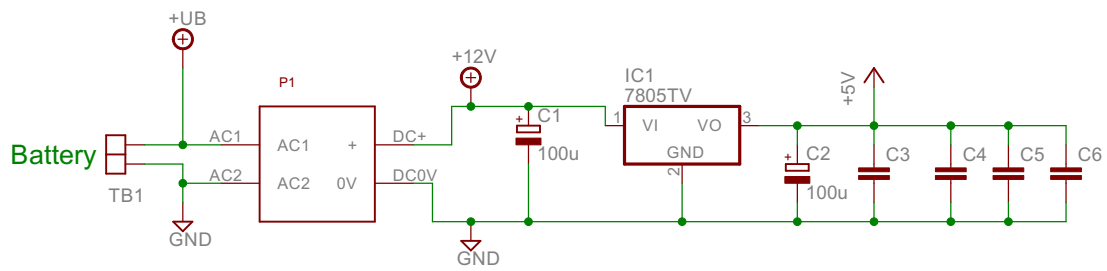 +UB
+12V
+5V
P1
IC1
7805TV
AC1
AC1
+
DC+
C1
100u
1
VI
VO
3
GND
2
Battery
TB1
AC2
AC2
0V
DC0V
C2
100u
C3
C4
C5
C6
GND
GND